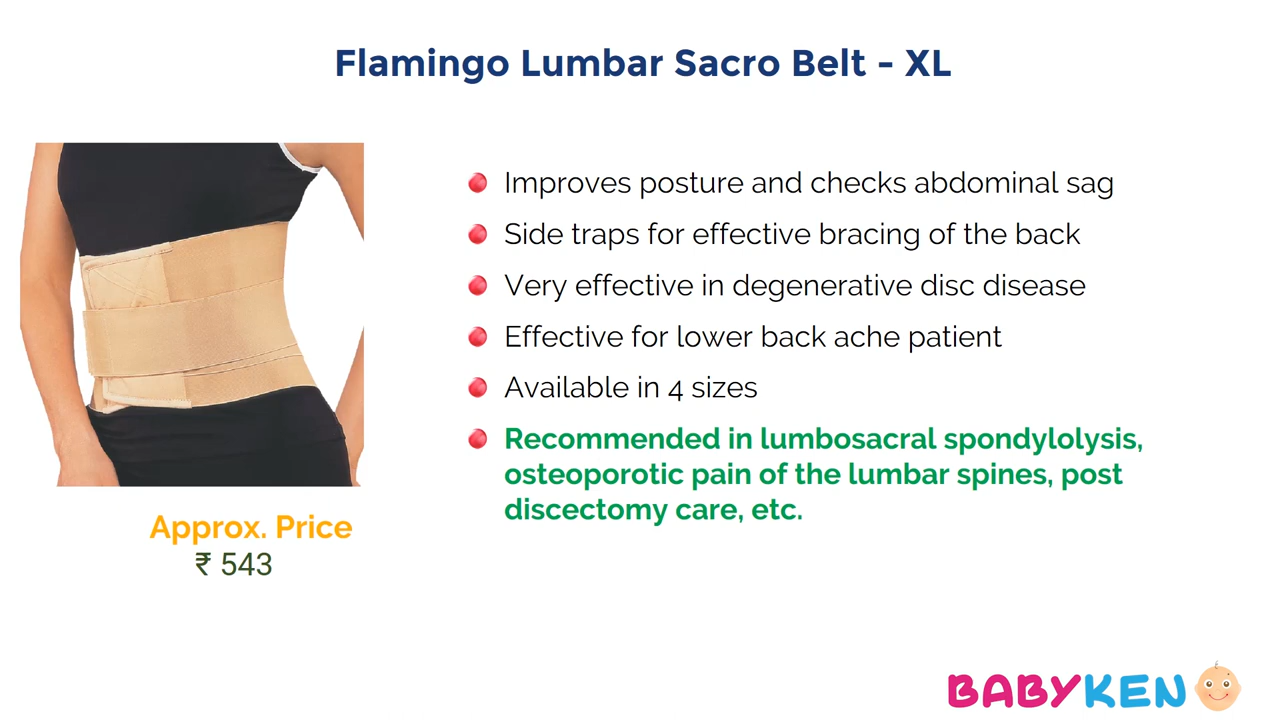 Flamingo Lumbar Sacro Belt - XL
Improves posture and checks abdominal sag
Side traps for effective bracing of the back
Very effective in degenerative disc disease
Effective for lower back ache patient
Available in 4 sizes
Recommended in lumbosacral spondylolysis,
osteoporotic pain of the lumbar spines, post
discectomy care, etc.
Approx. Price
₹ 543
BABYKEN